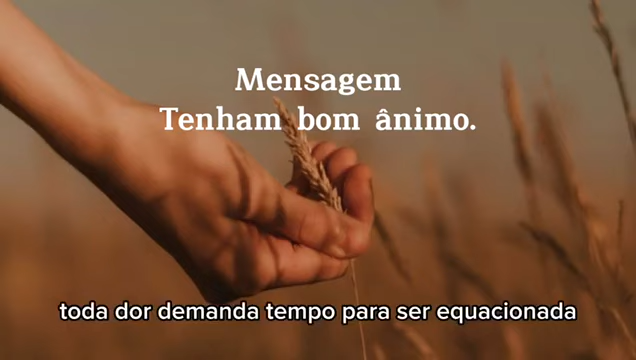 Mensagem
Tenham bom ânimo.
toda dor demanda tempo para ser equacionada